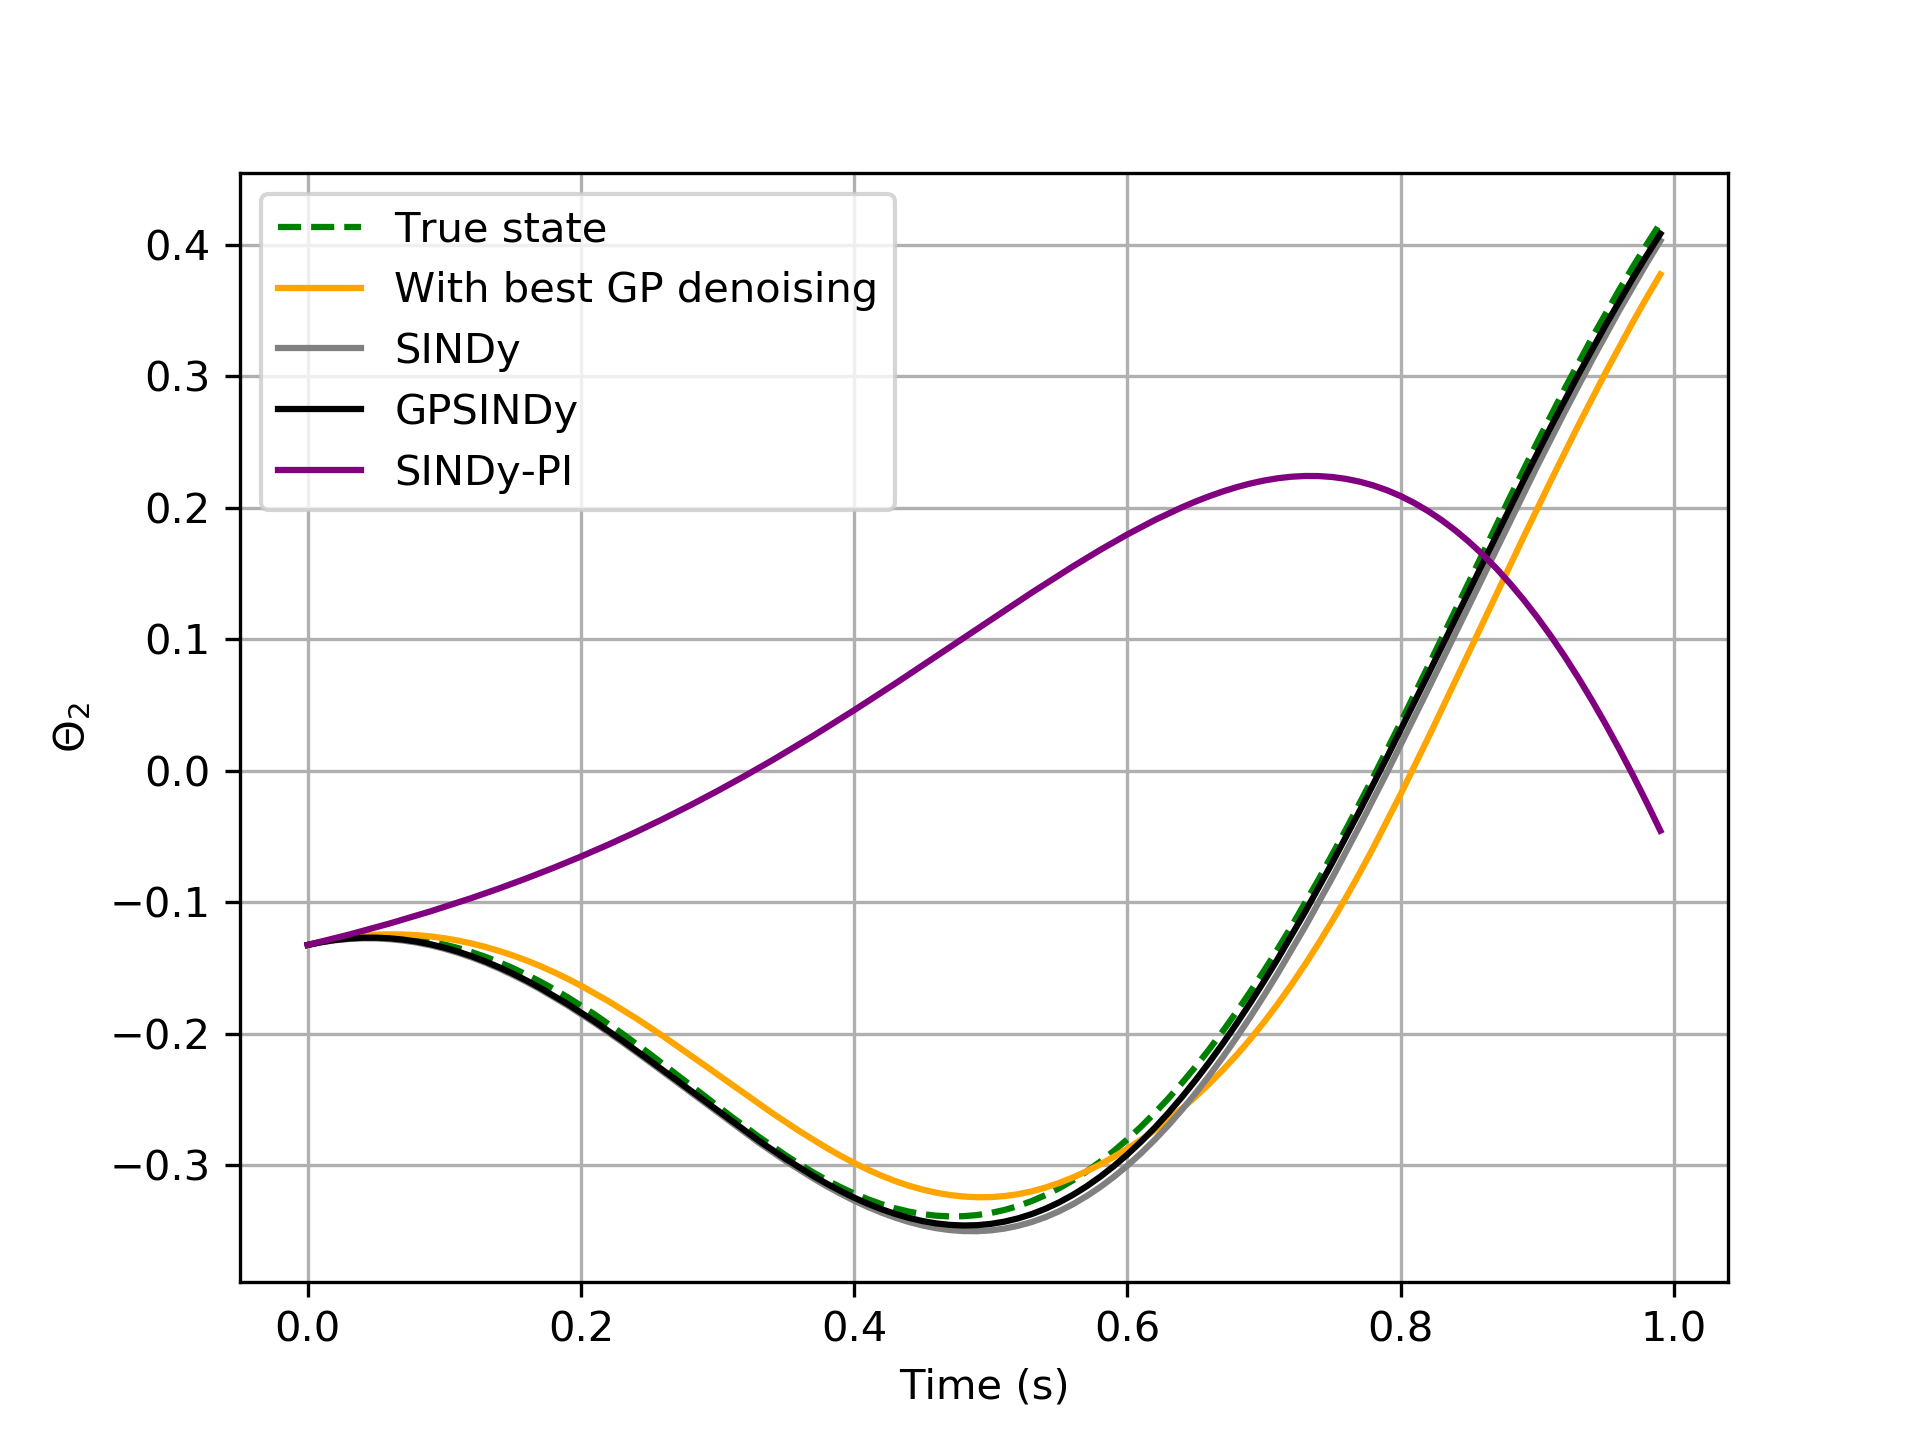 True state
With best GP denoising
SINDy
GPSINDy
SINDy-PI
0.4
0.3
0.2
0.1
0.0
−0.1
−0.2
−0.3
Θ₂
0.0 0.2 0.4 0.6 0.8 1.0
Time (s)